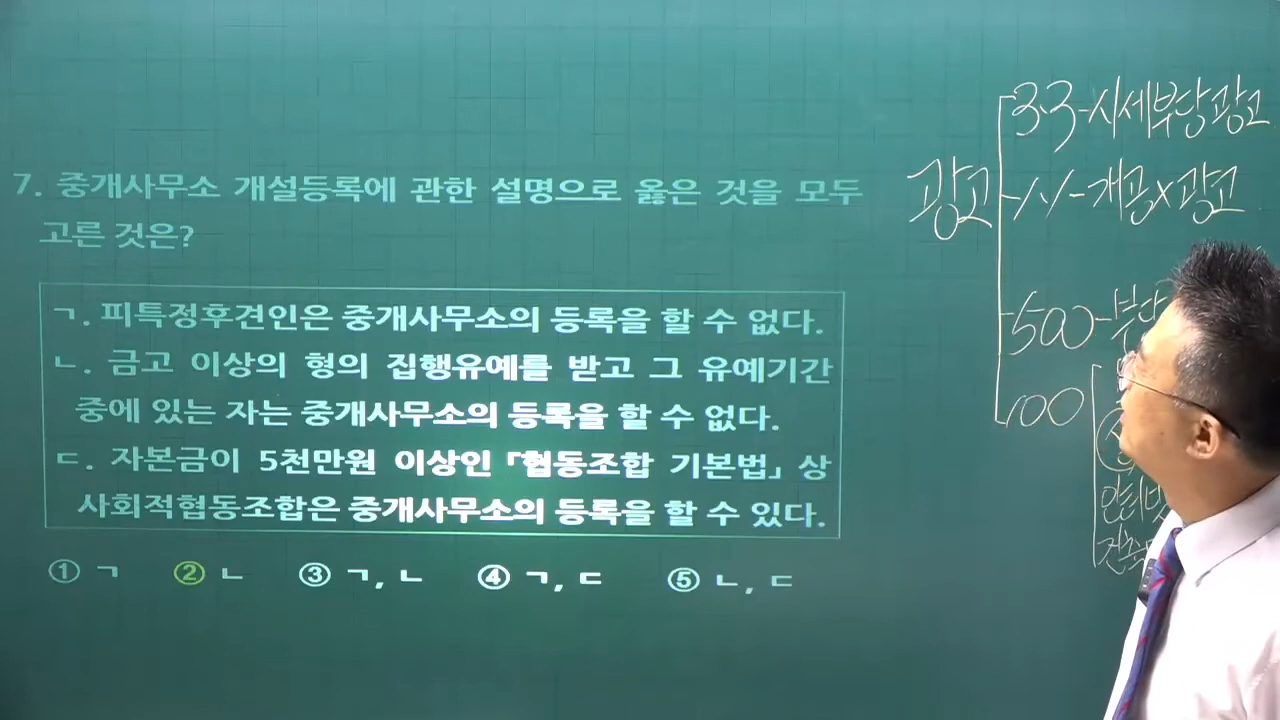 7. 중개사무소 개설등록에 관한 설명으로 옳은 것을 모두
고른 것은?
ㄱ. 피특정후견인은 중개사무소의 등록을 할 수 없다.
ㄴ. 금고 이상의 형의 집행유예를 받고 그 유예기간
중에 있는 자는 중개사무소의 등록을 할 수 없다.
ㄷ. 자본금이 5천만원 이상인 「협동조합 기본법」 상
사회적협동조합은 중개사무소의 등록을 할 수 있다.
① ㄱ ② ㄴ ③ ㄱ, ㄴ ④ ㄱ, ㄷ ⑤ ㄴ, ㄷ
광고
3·3-시세부당광고
1/1-개공×광고
500-부당
100